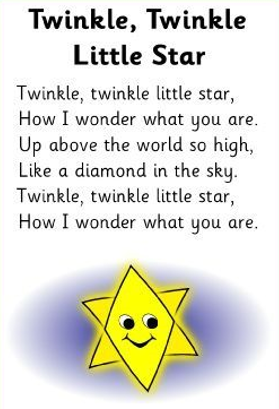 Twinkle, Twinkle
Little Star
Twinkle, twinkle little star,
How I wonder what you are.
Up above the world so high,
Like a diamond in the sky.
Twinkle, twinkle little star,
How I wonder what you are.